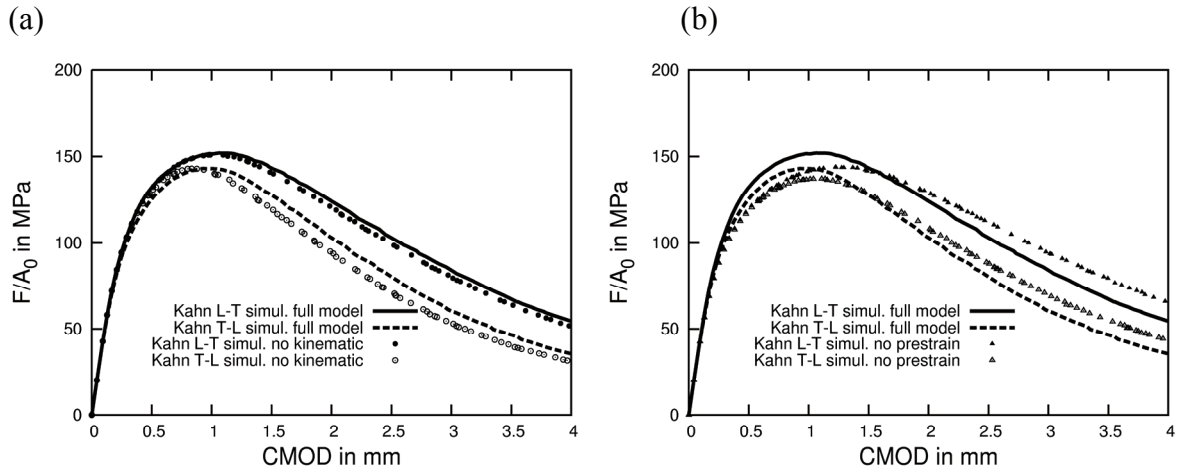 (a)
200
150
100
50
0
F/A0 in MPa
Kahn L-T simul. full model
Kahn T-L simul. full model
Kahn L-T simul. no kinematic
Kahn T-L simul. no kinematic
0 0.5 1 1.5 2 2.5 3 3.5 4
CMOD in mm
(b)
200
150
100
50
0
F/A0 in MPa
Kahn L-T simul. full model
Kahn T-L simul. full model
Kahn L-T simul. no prestrain
Kahn T-L simul. no prestrain
0 0.5 1 1.5 2 2.5 3 3.5 4
CMOD in mm